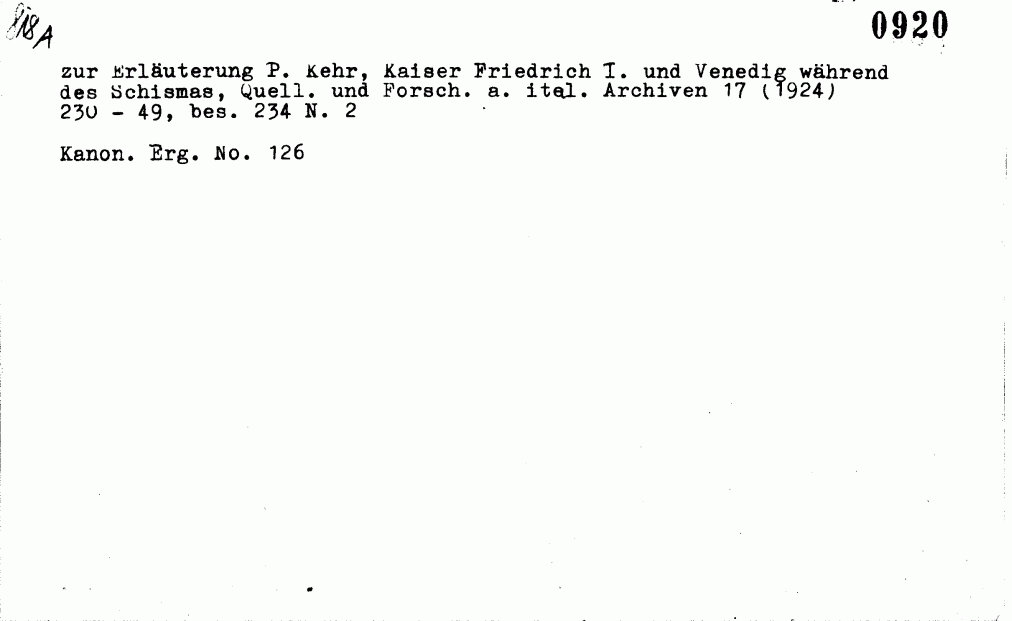 818A
0920
zur Erläuterung P. Kehr, Kaiser Friedrich I. und Venedig während
des Schismas, Quell. und Forsch. a. ital. Archiven 17 (1924)
230 - 49, bes. 234 N. 2
Kanon. Erg. No. 126